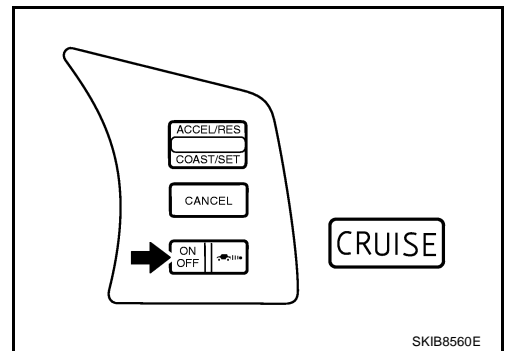 ACCEL/RES
COAST/SET
CANCEL
ON
OFF
CRUISE
SKIB8560E